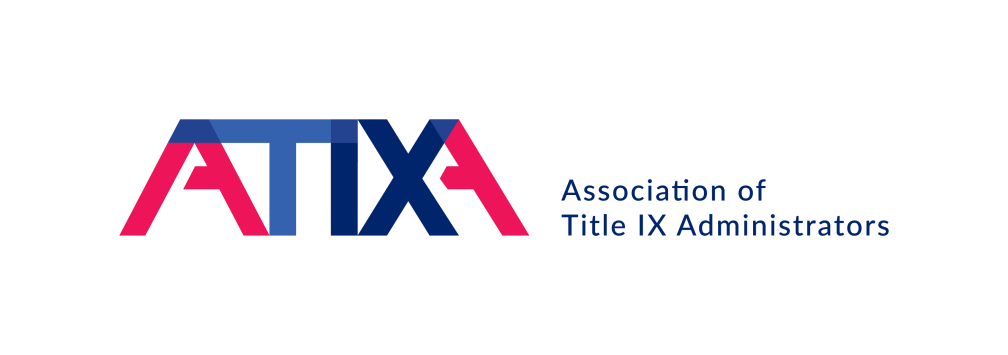 ATIXA
Association of
Title IX Administrators